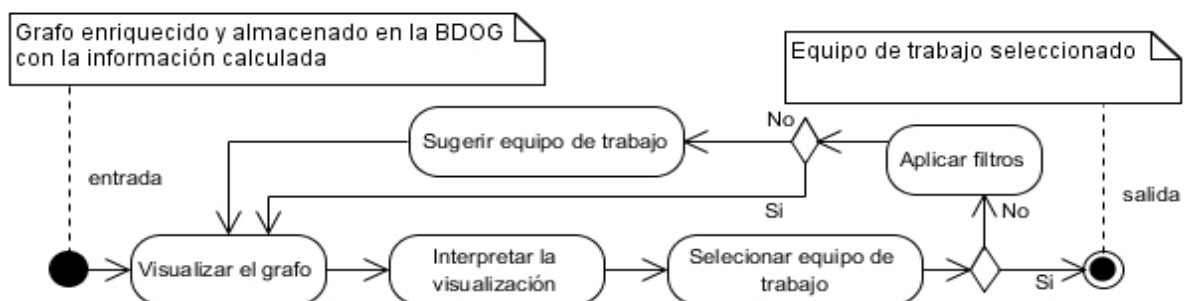 Grafo enriquecido y almacenado en la BDOG
con la información calculada
Equipo de trabajo seleccionado
No
Sugerir equipo de trabajo
Aplicar filtros
entrada
salida
Si
No
Visualizar el grafo
Interpretar la
visualización
Selecionar equipo de
trabajo
Si